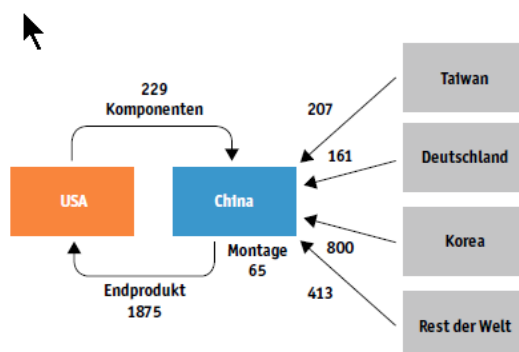 229
Komponenten
USA
China
Montage
65
Endprodukt
1875
207
161
800
413
Taiwan
Deutschland
Korea
Rest der Welt